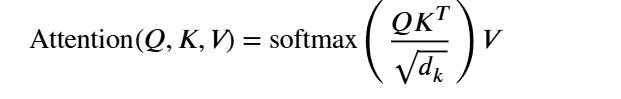 Attention(Q, K, V) = softmax(QK^T / √d_k)V